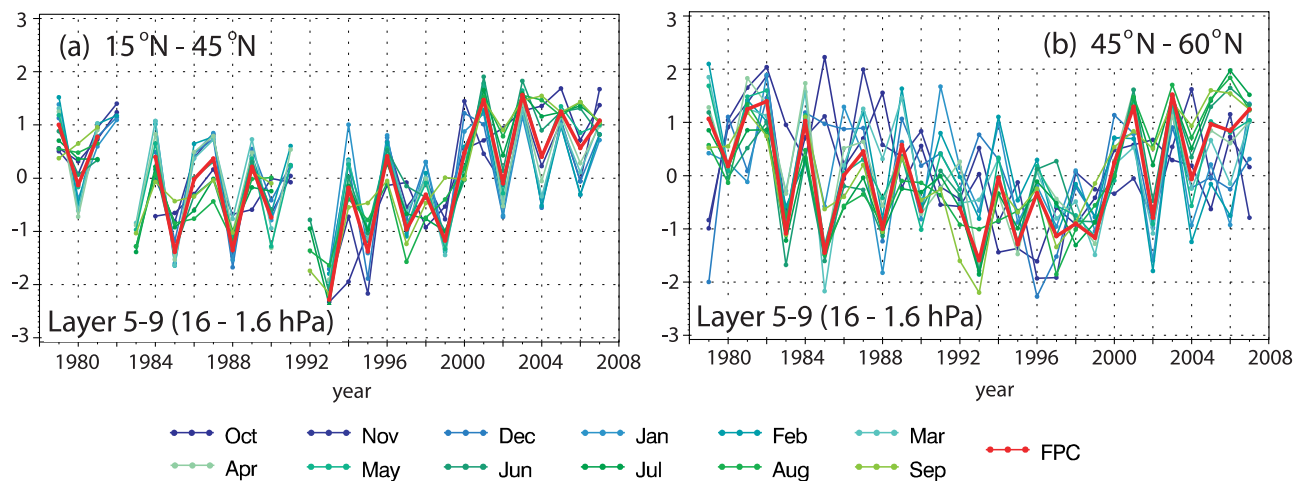 (a) 15°N - 45°N
(b) 45°N - 60°N
3
2
1
0
-1
-2
-3
3
2
1
0
-1
-2
-3
Layer 5-9 (16 - 1.6 hPa)
Layer 5-9 (16 - 1.6 hPa)
1980 1984 1988 1992 1996 2000 2004 2008
1980 1984 1988 1992 1996 2000 2004 2008
year
year
Oct Nov Dec Jan Feb Mar
FPC
Apr May Jun Jul Aug Sep